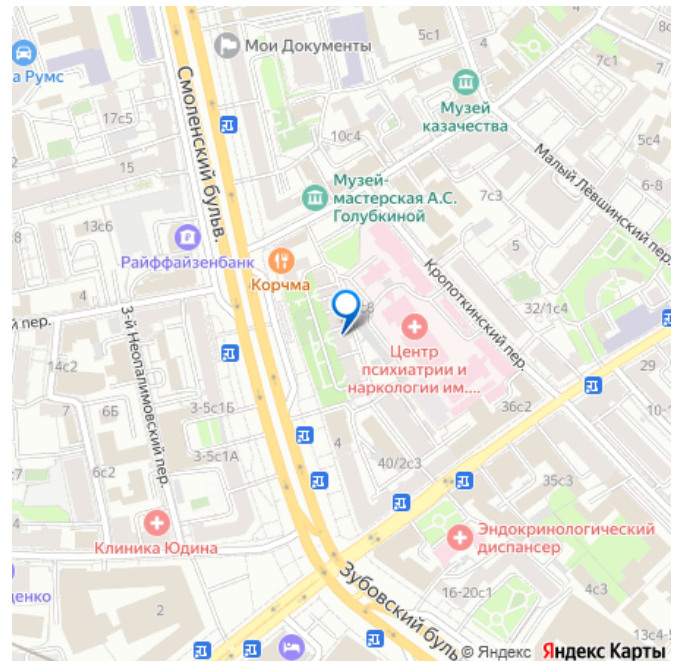 5с1
4
8с
7с1
Мои Документы
а Румс
Смоленский бульв.
17с5
10с4
Музей
казачества
5с4
15
Малый Лёвшинский пер.
6-8
Музей-
мастерская А.С.
Голубкиной
7с3
13с6
Райффайзенбанк
5
Корчма
Кропоткинский пер.
4
й пер.
3-й Неопалимовский пер.
32/1с4
Центр
психиатрии и
наркологии им....
29
14с2
7
6Б
3-5с1Б
36с2
10-1
3-5с1А
4
40/2с3
6с2
35с3
Клиника Юдина
Эндокринологический
диспансер
Зубовский буль
16-20с1
4с3
ценко
2
13с4-5
© Яндекс Яндекс Карты